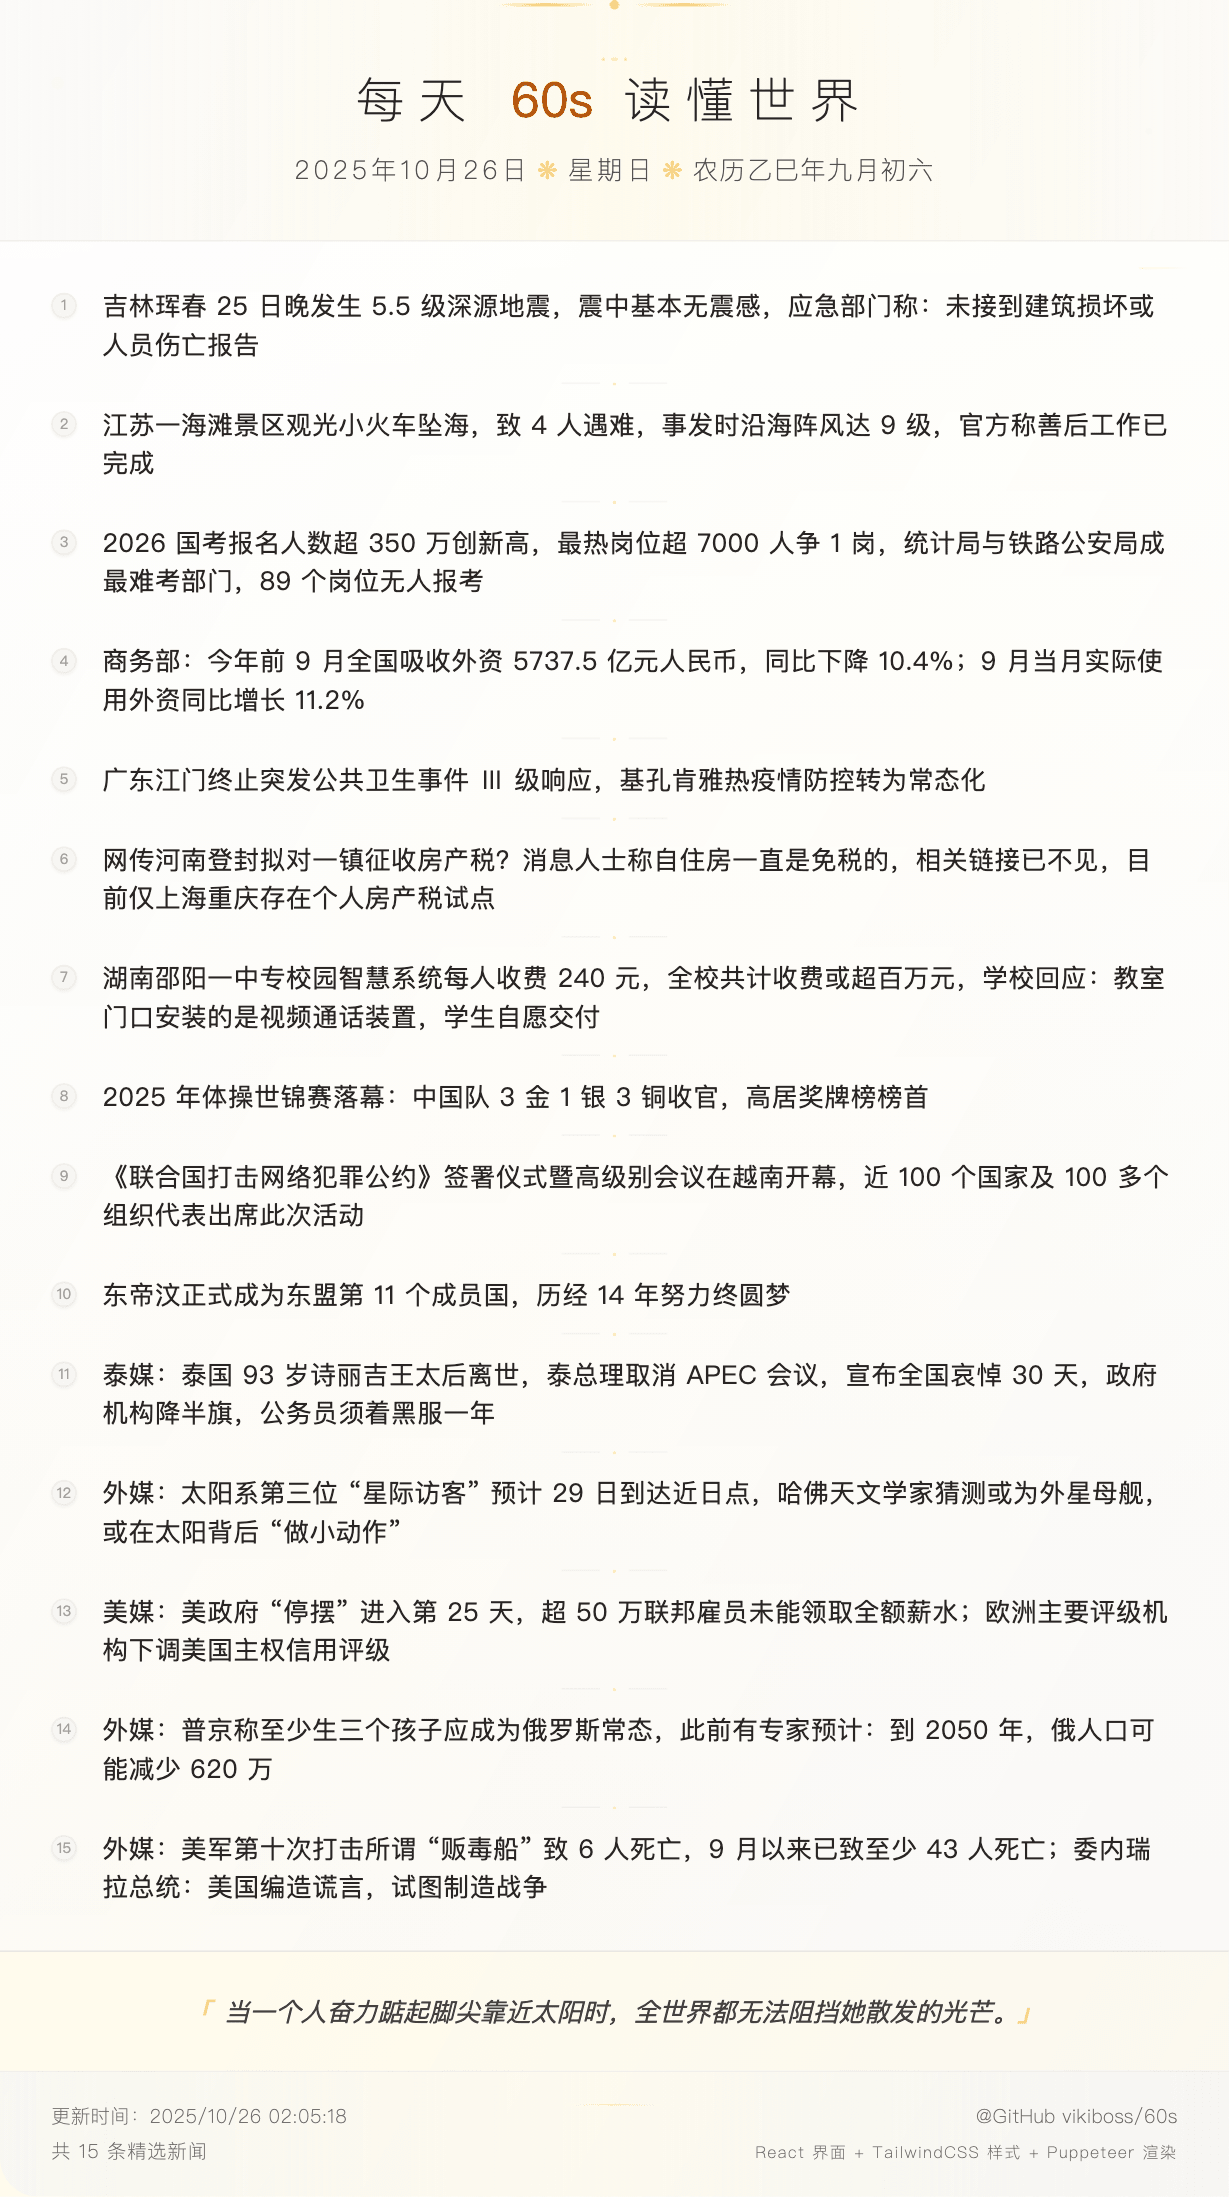 每天 60s 读懂世界
2025年10月26日 ❋ 星期日 ❋ 农历乙巳年九月初六
1 吉林珲春 25 日晚发生 5.5 级深源地震，震中基本无震感，应急部门称：未接到建筑损坏或
人员伤亡报告
2 江苏一海滩景区观光小火车坠海，致 4 人遇难，事发时沿海阵风达 9 级，官方称善后工作已
完成
3 2026 国考报名人数超 350 万创新高，最热岗位超 7000 人争 1 岗，统计局与铁路公安局成
最难考部门，89 个岗位无人报考
4 商务部：今年前 9 月全国吸收外资 5737.5 亿元人民币，同比下降 10.4%；9 月当月实际使
用外资同比增长 11.2%
5 广东江门终止突发公共卫生事件 Ⅲ 级响应，基孔肯雅热疫情防控转为常态化
6 网传河南登封拟对一镇征收房产税？消息人士称自住房一直是免税的，相关链接已不见，目
前仅上海重庆存在个人房产税试点
7 湖南邵阳一中专校园智慧系统每人收费 240 元，全校共计收费或超百万元，学校回应：教室
门口安装的是视频通话装置，学生自愿交付
8 2025 年体操世锦赛落幕：中国队 3 金 1 银 3 铜收官，高居奖牌榜榜首
9 《联合国打击网络犯罪公约》签署仪式暨高级别会议在越南开幕，近 100 个国家及 100 多个
组织代表出席此次活动
10 东帝汶正式成为东盟第 11 个成员国，历经 14 年努力终圆梦
11 泰媒：泰国 93 岁诗丽吉王太后离世，泰总理取消 APEC 会议，宣布全国哀悼 30 天，政府
机构降半旗，公务员须着黑服一年
12 外媒：太阳系第三位 “星际访客” 预计 29 日到达近日点，哈佛天文学家猜测或为外星母舰，
或在太阳背后 “做小动作”
13 美媒：美政府 “停摆” 进入第 25 天，超 50 万联邦雇员未能领取全额薪水；欧洲主要评级机
构下调美国主权信用评级
14 外媒：普京称至少生三个孩子应成为俄罗斯常态，此前有专家预计：到 2050 年，俄人口可
能减少 620 万
15 外媒：美军第十次打击所谓 “贩毒船” 致 6 人死亡，9 月以来已致至少 43 人死亡；委内瑞
拉总统：美国编造谎言，试图制造战争
「 当一个人奋力踮起脚尖靠近太阳时，全世界都无法阻挡她散发的光芒。」
更新时间：2025/10/26 02:05:18
@GitHub vikiboss/60s
共 15 条精选新闻
React 界面 + TailwindCSS 样式 + Puppeteer 渲染